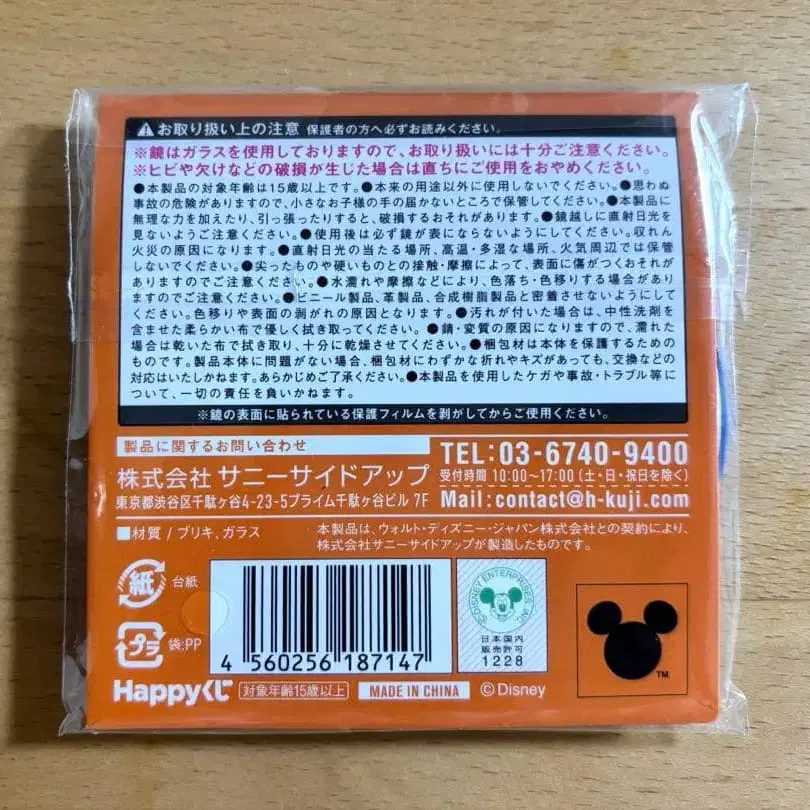 お取り扱い上の注意 保護者の方へ必ずお読みください。
※鏡はガラスを使用しておりますので、お取り扱いには十分ご注意ください。
※ヒビや欠けなどの破損が生じた場合は直ちにご使用をおやめください。
●本製品の対象年齢は15歳以上です。●本来の用途以外に使用しないでください。●思わぬ
事故の危険がありますので、小さなお子様の手の届かないところで保管してください。●本製品に
無理な力を加えたり、引っ張ったりすると、破損するおそれがあります。●鏡越しに直射日光を
見ないようご注意ください。●使用後は必ず鏡が表にならないようにしてください。収れん
火災の原因になります。●直射日光の当たる場所、高温・多湿な場所、火気周辺では保管
しないでください。●尖ったものや硬いものとの接触・摩擦によって、表面に傷がつくおそれが
ありますのでご注意ください。●水濡れや摩擦などにより、色落ち・色移りする場合があり
ますのでご注意ください。●ビニール製品、革製品、合成樹脂製品と密着させないようにして
ください。色移りや表面の剥がれの原因となります。●汚れが付いた場合は、中性洗剤を
含ませた柔らかい布で優しく拭き取ってください。●錆・変質の原因になりますので、濡れた
場合は乾いた布で拭き取り、十分に乾燥させてください。●梱包材は本体を保護するための
ものです。製品本体に問題がない場合、梱包材にわずかな折れやキズがあっても、交換などの
対応はいたしかねます。あらかじめご了承ください。●本製品を使用したケガや事故・トラブル等に
ついて、一切の責任を負いかねます。
※鏡の表面に貼られている保護フィルムを剥がしてからご使用ください。
製品に関するお問い合わせ
株式会社 サニーサイドアップ
東京都渋谷区千駄ヶ谷4-23-5プライム千駄ヶ谷ビル 7F
TEL:03-6740-9400
受付時間 10:00〜17:00（土・日・祝日を除く）
Mail:contact@h-kuji.com
■材質 / ブリキ、ガラス
本製品は、ウォルト・ディズニー・ジャパン株式会社との契約により、
株式会社サニーサイドアップが製造したものです。
紙 台紙
プラ 袋:PP
4 560256 187147
© DISNEY ENTERPRISES, INC.
日本国内
販売許可
1228
TM
Happyくじ
対象年齢15歳以上
MADE IN CHINA
©Disney